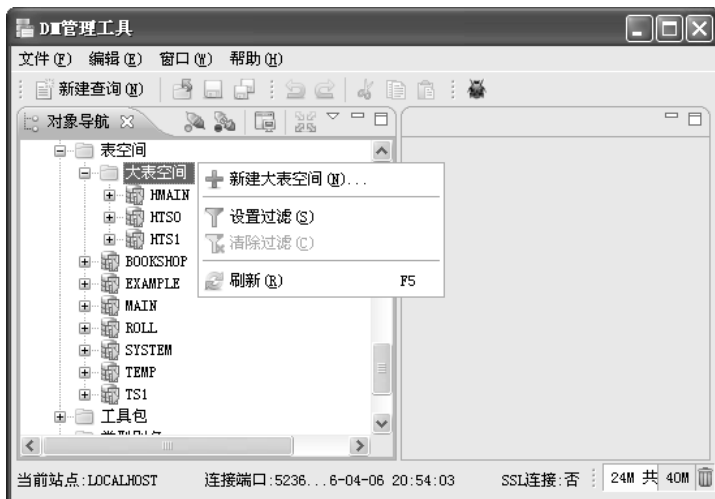 DM管理工具
文件(F) 编辑(E) 窗口(W) 帮助(H)
新建查询(N)
对象导航
表空间
大表空间
新建大表空间(N)...
HMAIN
HTS0
设置过滤(S)
HTS1
清除过滤(C)
BOOKSHOP
EXAMPLE
刷新(R) F5
MAIN
ROLL
SYSTEM
TEMP
TS1
工具包
当前站点:LOCALHOST 连接端口:5236...6-04-06 20:54:03 SSL连接:否 24M 共 40M